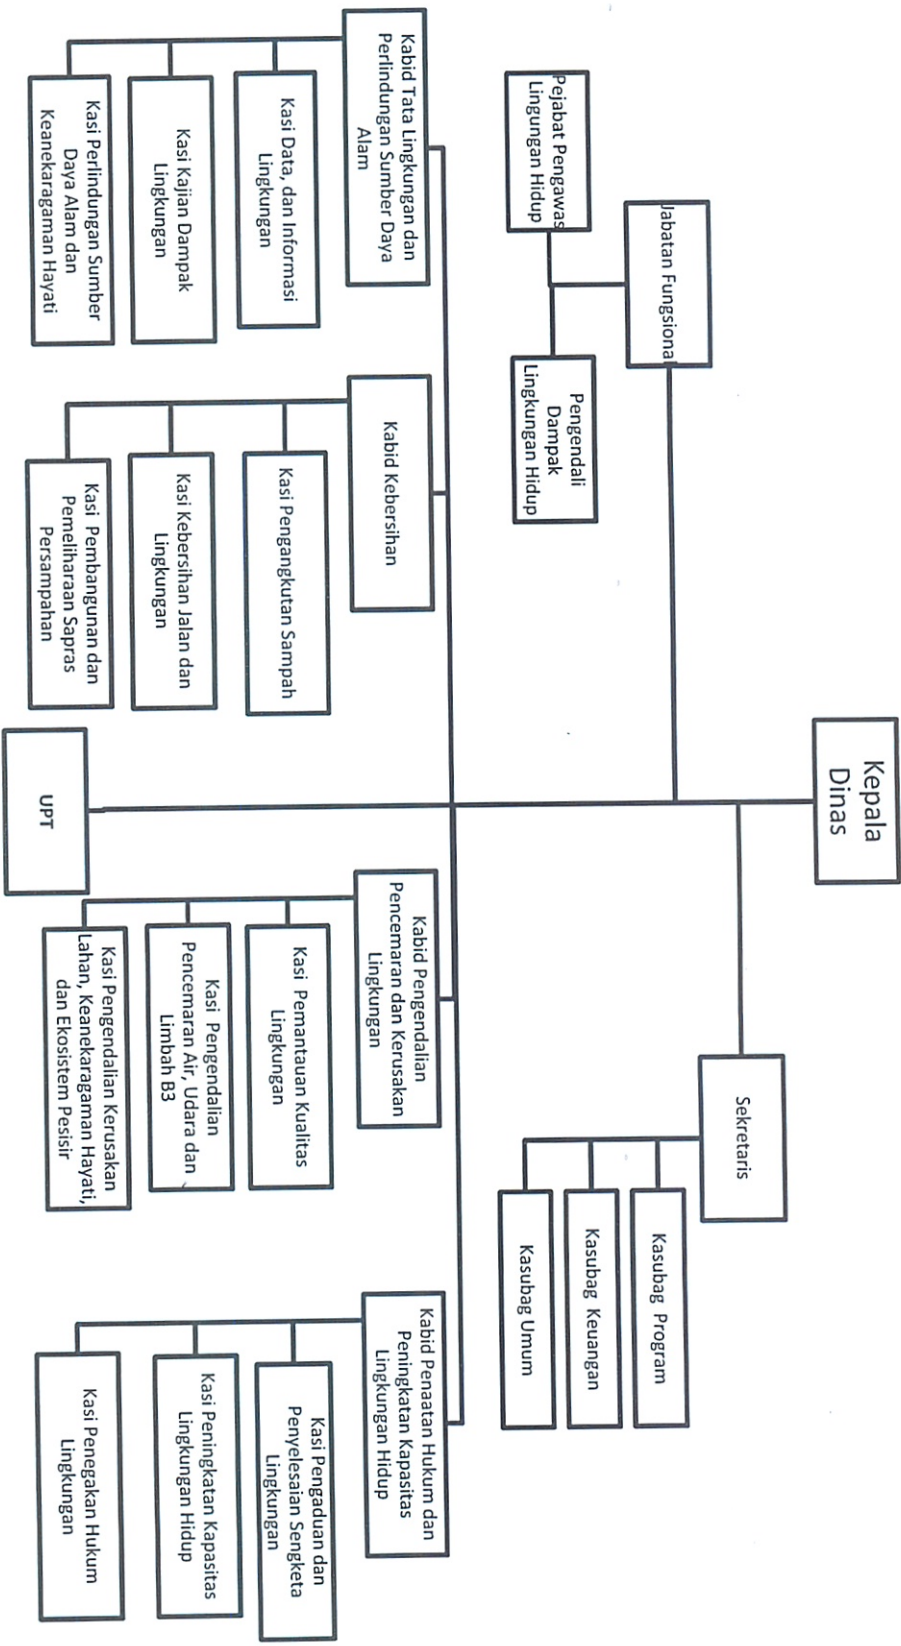 Kepala
Dinas
Sekretaris
Kasubag Program
Kasubag Keuangan
Kasubag Umum
Jabatan Fungsional
Pejabat Pengawas
Lingungan Hidup
Pengendali
Dampak
Lingkungan Hidup
Kabid Tata Lingkungan dan
Perlindungan Sumber Daya
Alam
Kasi Data, dan Informasi
Lingkungan
Kasi Kajian Dampak
Lingkungan
Kasi Perlindungan Sumber
Daya Alam dan
Keanekaragaman Hayati
Kabid Kebersihan
Kasi Pengangkutan Sampah
Kasi Kebersihan Jalan dan
Lingkungan
Kasi Pembangunan dan
Pemeliharaan Sapras
Persampahan
UPT
Kabid Pengendalian
Pencemaran dan Kerusakan
Lingkungan
Kasi Pemantauan Kualitas
Lingkungan
Kasi Pengendalian
Pencemaran Air, Udara dan
Limbah B3
Kasi Pengendalian Kerusakan
Lahan, Keanekaragaman Hayati,
dan Ekosistem Pesisir
Kabid Penaatan Hukum dan
Peningkatan Kapasitas
Lingkungan Hidup
Kasi Pengaduan dan
Penyelesaian Sengketa
Lingkungan
Kasi Peningkatan Kapasitas
Lingkungan Hidup
Kasi Penegakan Hukum
Lingkungan